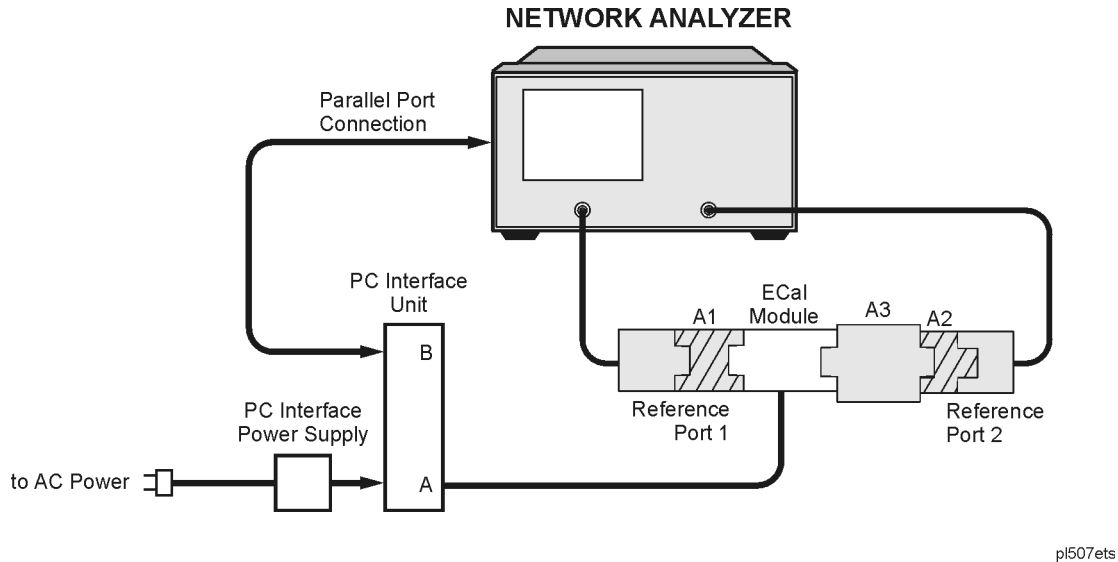 NETWORK ANALYZER
Parallel Port
Connection
PC Interface
Unit
B
ECal
Module
A1
A3
A2
Reference
Port 1
Reference
Port 2
PC Interface
Power Supply
to AC Power
A
pl507ets